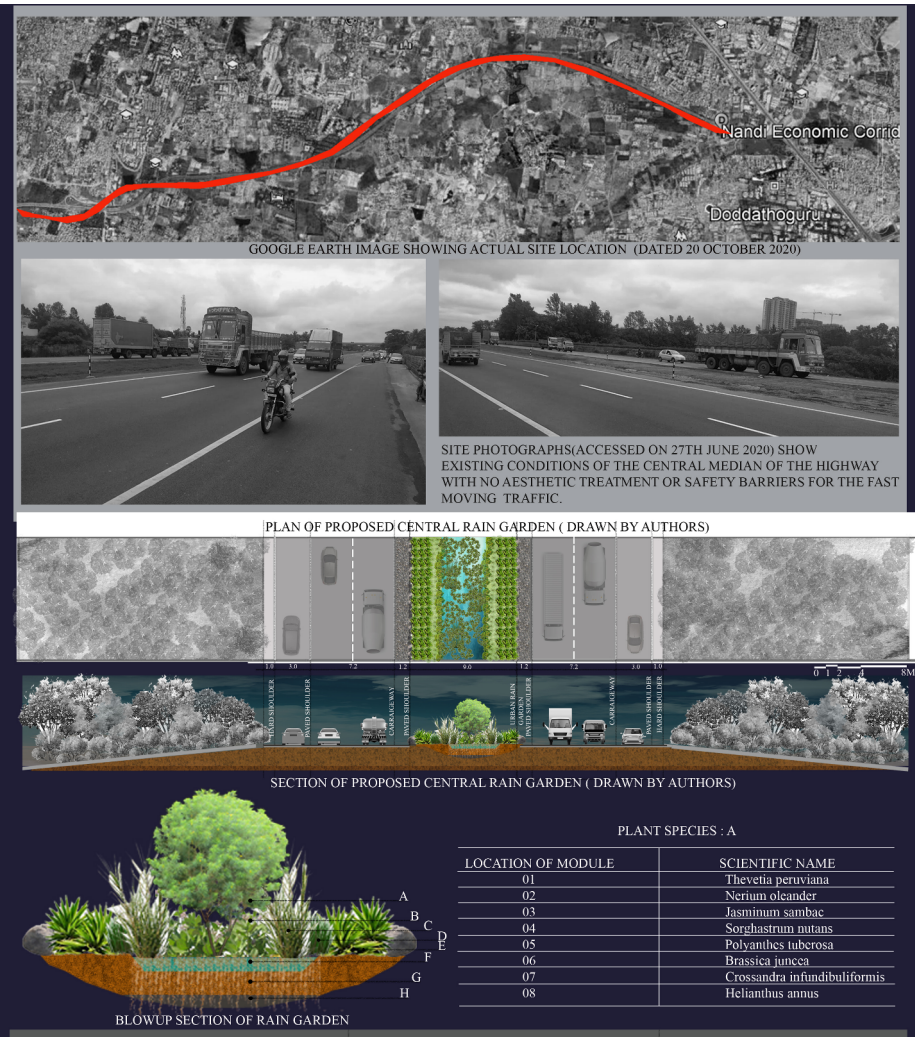 Nandi Economic Corrid
Doddathoguru
GOOGLE EARTH IMAGE SHOWING ACTUAL SITE LOCATION (DATED 20 OCTOBER 2020)
SITE PHOTOGRAPHS(ACCESSED ON 27TH JUNE 2020) SHOW
EXISTING CONDITIONS OF THE CENTRAL MEDIAN OF THE HIGHWAY
WITH NO AESTHETIC TREATMENT OR SAFETY BARRIERS FOR THE FAST
MOVING TRAFFIC.
PLAN OF PROPOSED CENTRAL RAIN GARDEN ( DRAWN BY AUTHORS)
1.0 3.0 7.2 1.2 9.0 1.2 7.2 3.0 1.0
0 1 2 4 8M
HARD SHOULDER
PAVED SHOULDER
CARRAIGEWAY
PAVED SHOULDER
URBAN RAIN
GARDEN
PAVED SHOULDER
CARRAIGEWAY
PAVED SHOULDER
HARD SHOULDER
SECTION OF PROPOSED CENTRAL RAIN GARDEN ( DRAWN BY AUTHORS)
A
B
C
D
E
F
G
H
BLOWUP SECTION OF RAIN GARDEN
PLANT SPECIES : A
LOCATION OF MODULE SCIENTIFIC NAME
01 Thevetia peruviana
02 Nerium oleander
03 Jasminum sambac
04 Sorghastrum nutans
05 Polyanthes tuberosa
06 Brassica juncea
07 Crossandra infundibuliformis
08 Helianthus annus